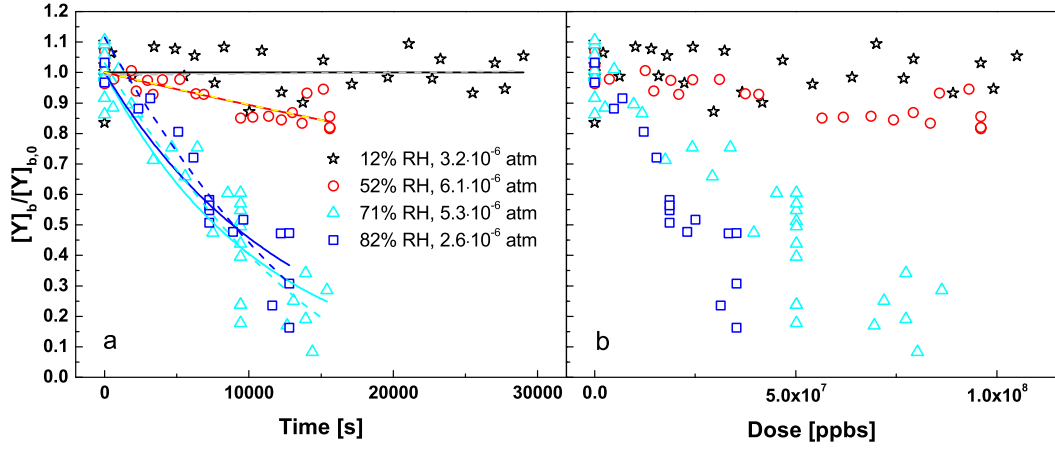 [Y]b/[Y]b,0
1.2
1.1
1.0
0.9
0.8
0.7
0.6
0.5
0.4
0.3
0.2
0.1
0.0
12% RH, 3.2·10⁻⁶ atm
52% RH, 6.1·10⁻⁶ atm
71% RH, 5.3·10⁻⁶ atm
82% RH, 2.6·10⁻⁶ atm
a
0 10000 20000 30000
Time [s]
b
0.0 5.0x10⁷ 1.0x10⁸
Dose [ppbs]